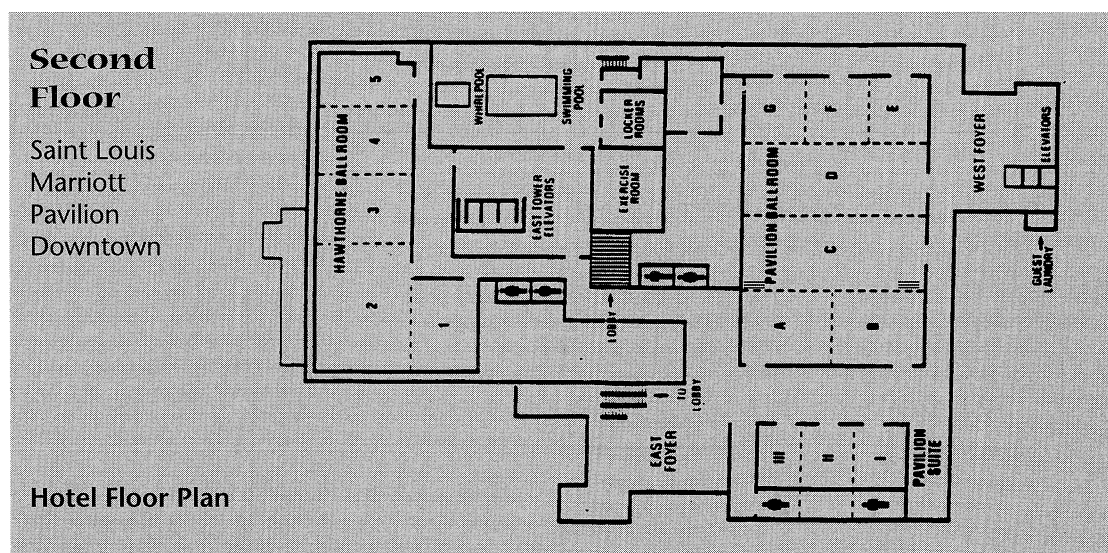 Second
Floor
Saint Louis
Marriott
Pavilion
Downtown
Hotel Floor Plan
HAWTHORNE BALLROOM
5
4
3
2
1
WHIRLPOOL
SWIMMING
POOL
LOCKER
ROOMS
EXERCISE
ROOM
EAST TOWER
ELEVATORS
LOBBY
TO
LOBBY
EAST
FOYER
PAVILION BALLROOM
G
F
E
D
C
A
B
WEST FOYER
ELEVATORS
GUEST
LAUNDRY
III
II
I
PAVILION
SUITE